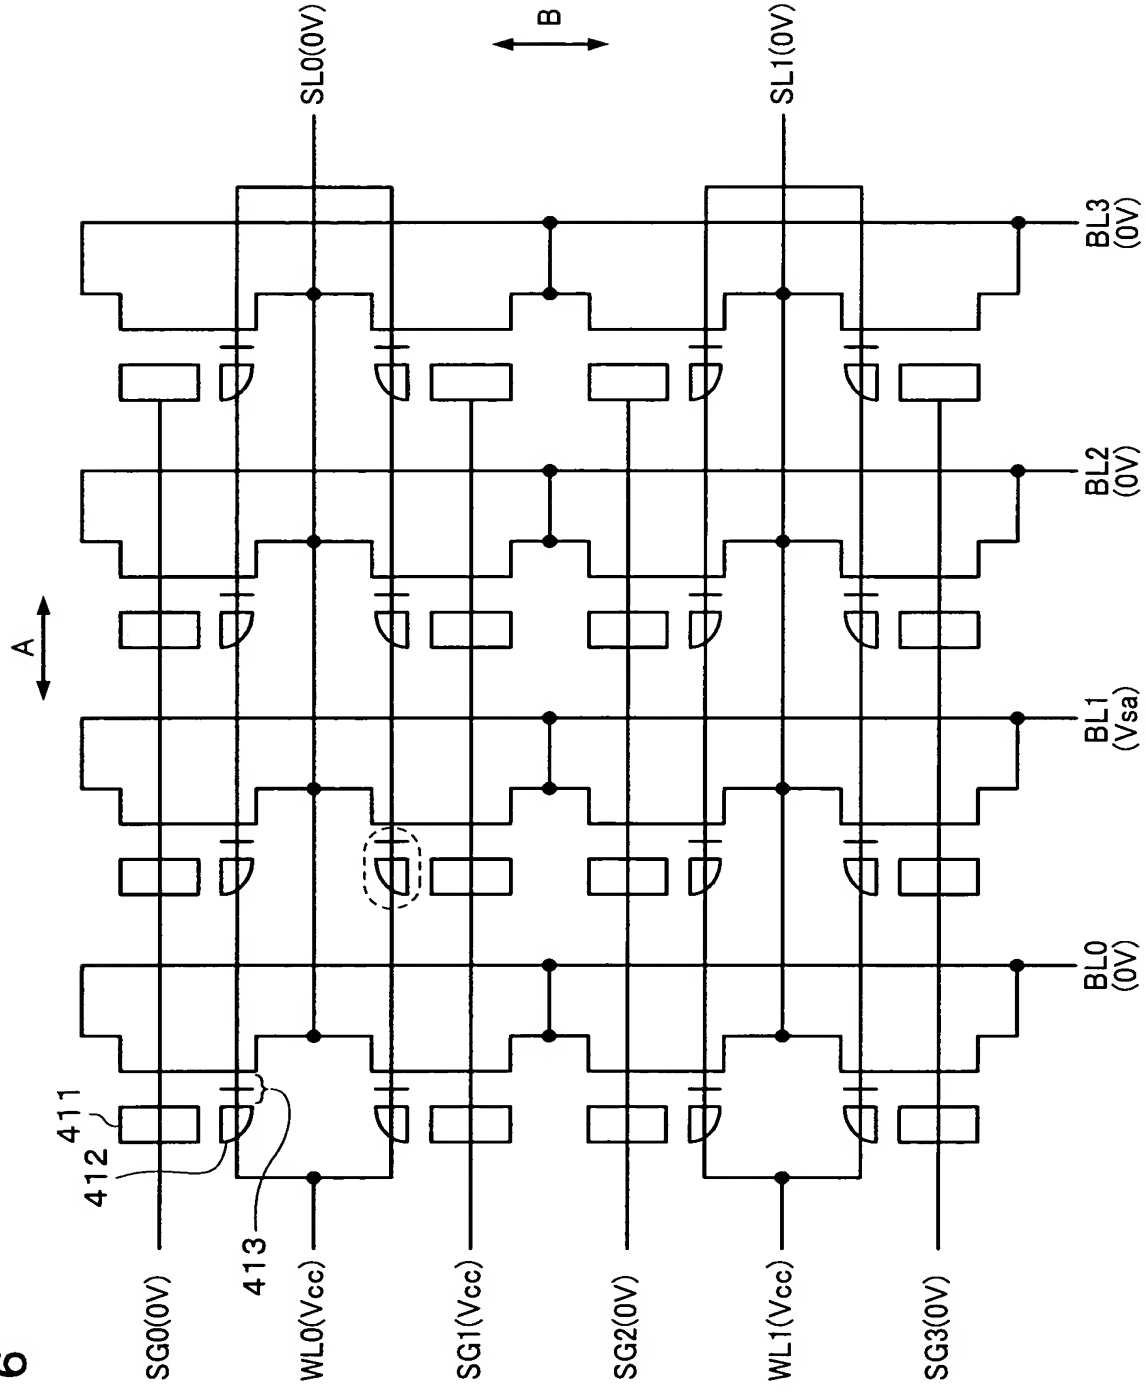 6
A
B
SL0(0V)
SL1(0V)
411
412
413
SG0(0V)
WL0(Vcc)
SG1(Vcc)
SG2(0V)
WL1(Vcc)
SG3(0V)
BL0
(0V)
BL1
(Vsa)
BL2
(0V)
BL3
(0V)